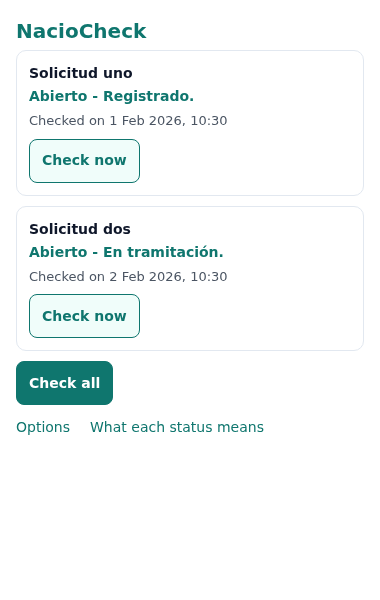 NacioCheck
Solicitud uno
Abierto - Registrado.
Checked on 1 Feb 2026, 10:30
Check now
Solicitud dos
Abierto - En tramitación.
Checked on 2 Feb 2026, 10:30
Check now
Check all
Options What each status means